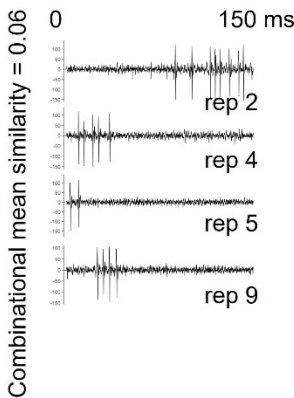 Combinational mean similarity = 0.06
0 150 ms
rep 2
rep 4
rep 5
rep 9